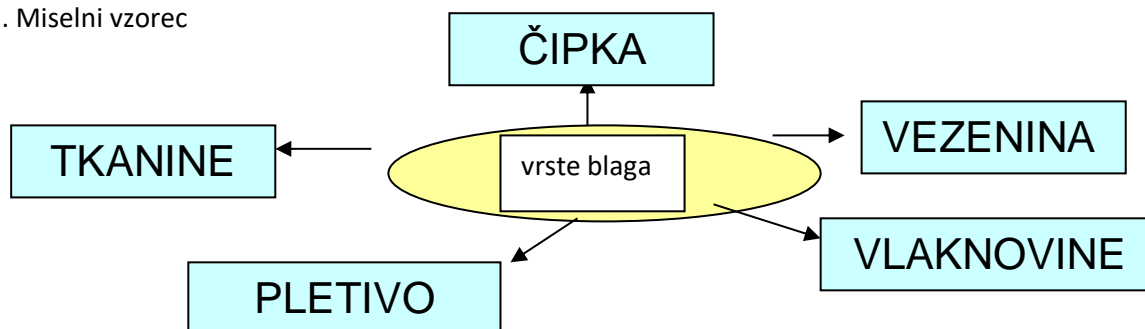 . Miselni vzorec
ČIPKA
VEZENINA
TKANINE
vrste blaga
VLAKNOVINE
PLETIVO